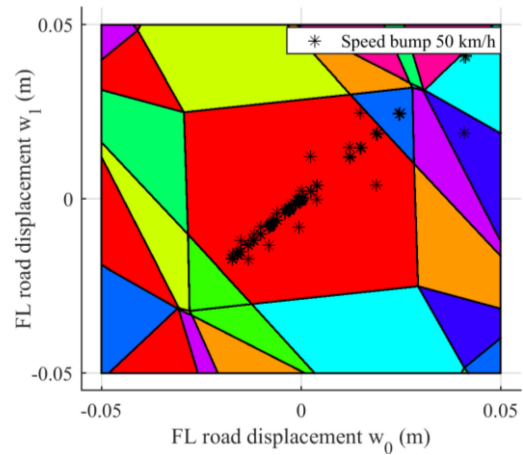 0.05
Speed bump 50 km/h
FL road displacement w₁ (m)
0
-0.05
-0.05
0
0.05
FL road displacement w₀ (m)